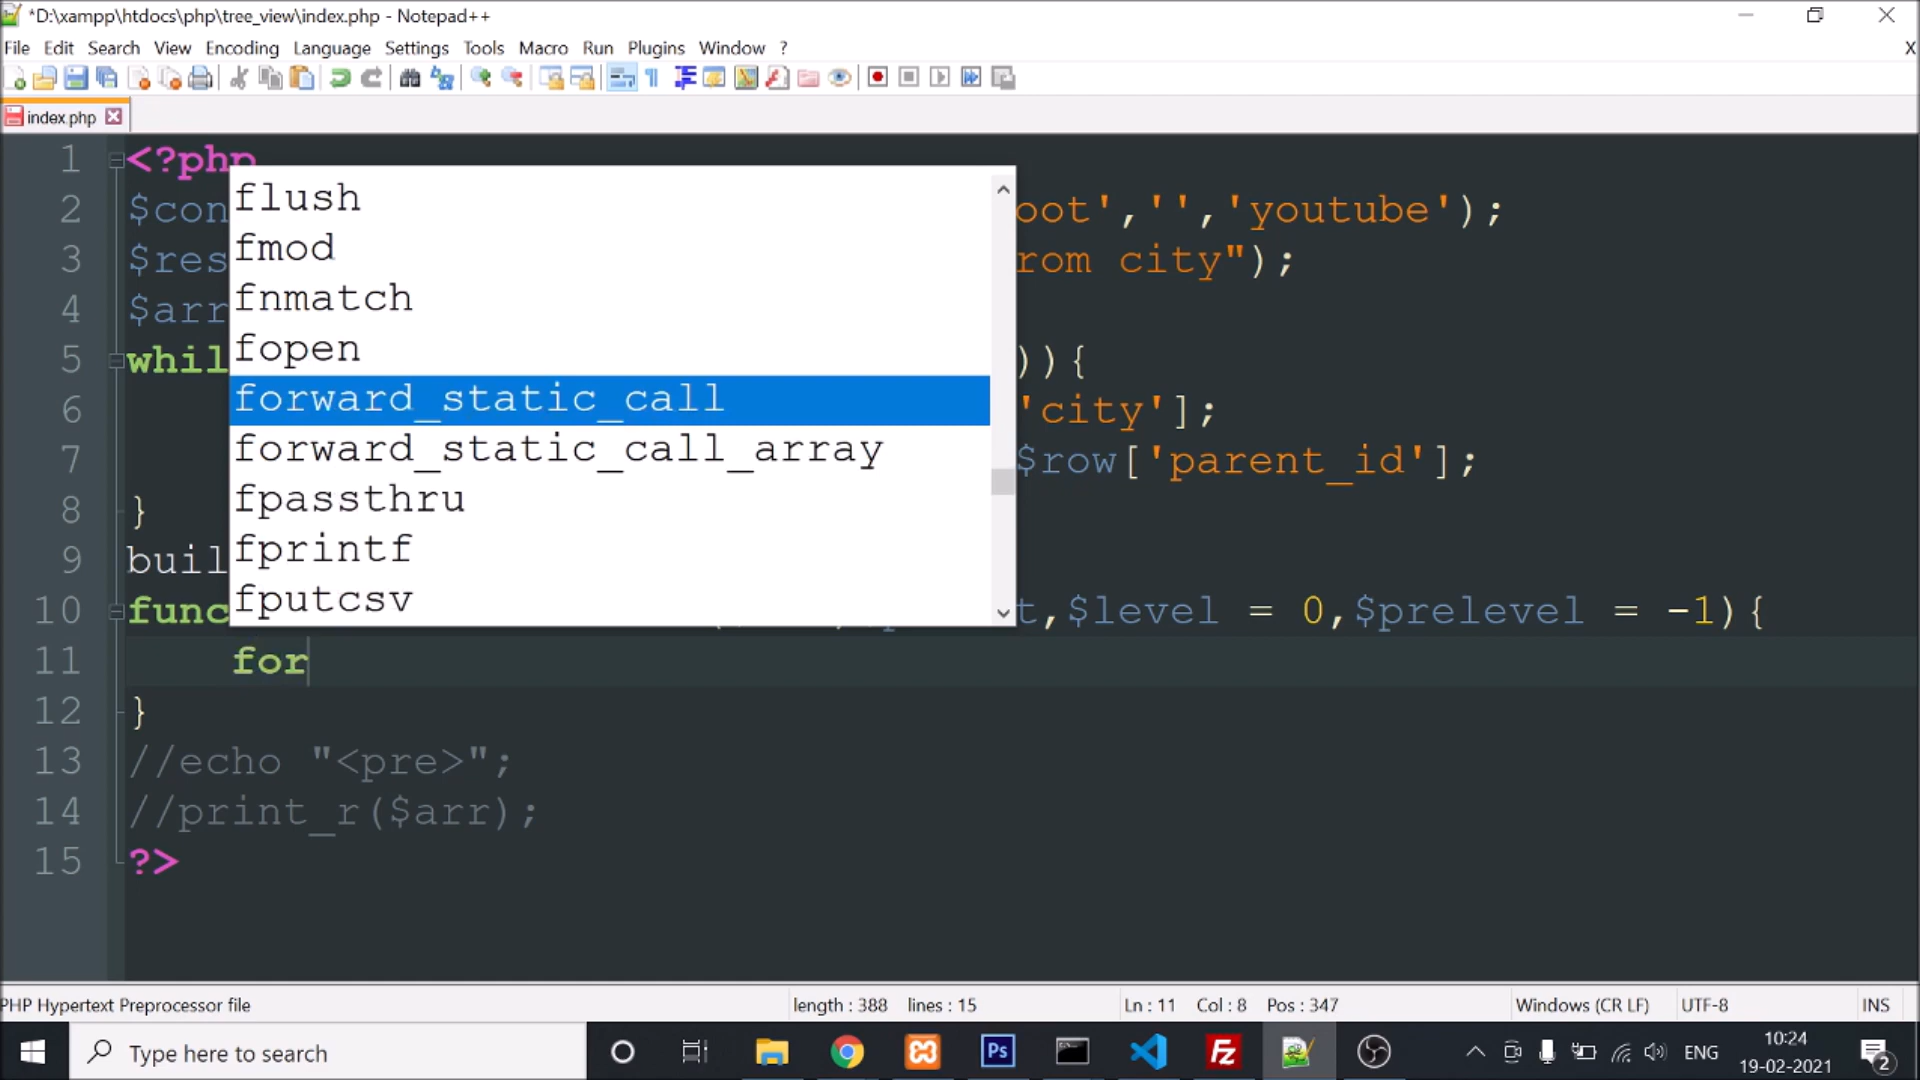 *D:\xampp\htdocs\php\tree_view\index.php - Notepad++
File Edit Search View Encoding Language Settings Tools Macro Run Plugins Window ? X
index.php
1 <?php
2 $con oot','','youtube');
3 $res rom city");
4 $arr
5 whil )){
6 'city'];
7 $row['parent_id'];
8 }
9 buil
10 func t,$level = 0,$prelevel = -1){
11 for
12 }
13 //echo "<pre>";
14 //print_r($arr);
15 ?>
flush
fmod
fnmatch
fopen
forward_static_call
forward_static_call_array
fpassthru
fprintf
fputcsv
PHP Hypertext Preprocessor file length : 388 lines : 15 Ln : 11 Col : 8 Pos : 347 Windows (CR LF) UTF-8 INS
Type here to search
Ps
Fz
ENG
10:24
19-02-2021
2